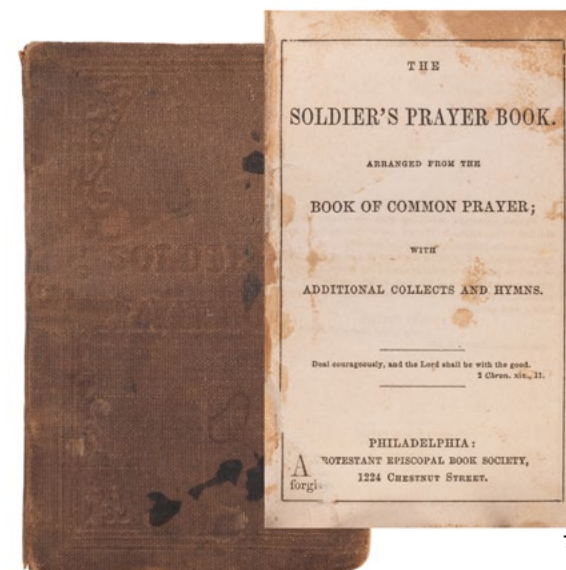 THE
SOLDIER'S PRAYER BOOK.
ARRANGED FROM THE
BOOK OF COMMON PRAYER;
WITH
ADDITIONAL COLLECTS AND HYMNS.
Deal courageously, and the Lord shall be with the good.
2 Chron. xix., 11.
PHILADELPHIA:
ROTESTANT EPISCOPAL BOOK SOCIETY,
1224 CHESTNUT STREET.
A
forgi